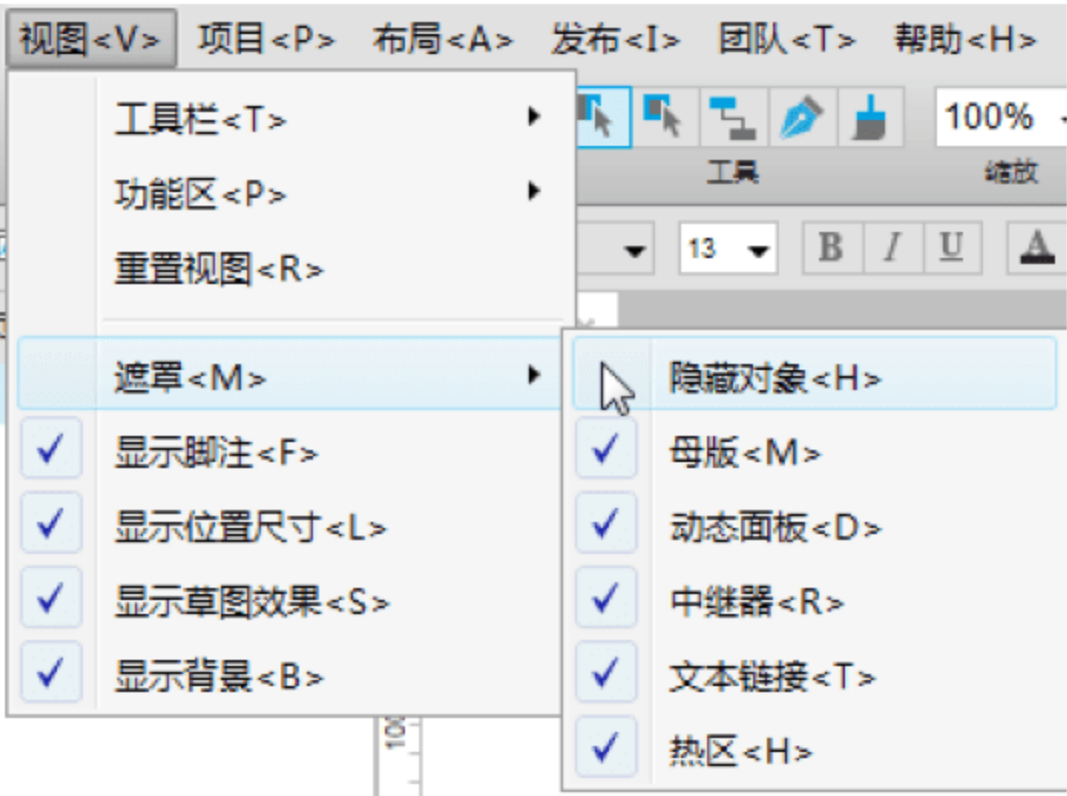 视图<V> 项目<P> 布局<A> 发布<I> 团队<T> 帮助<H>
工具栏<T>
100%
工具 缩放
功能区<P>
13 B I U A
重置视图<R>
遮罩<M>
隐藏对象<H>
显示脚注<F>
母版<M>
显示位置尺寸<L>
动态面板<D>
显示草图效果<S>
中继器<R>
显示背景<B>
文本链接<T>
100
热区<H>